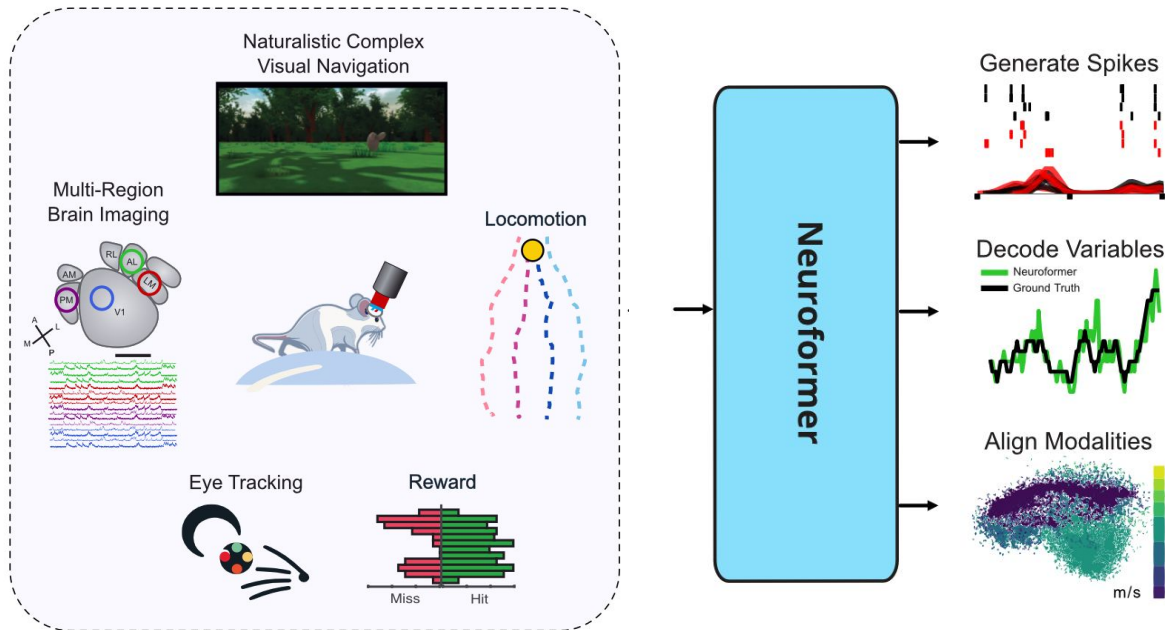 Naturalistic Complex
Visual Navigation
Multi-Region
Brain Imaging
RL
AL
AM
LM
PM
V1
A
L
M
P
Locomotion
Eye Tracking
Reward
Miss
Hit
Neuroformer
Generate Spikes
Decode Variables
Neuroformer
Ground Truth
Align Modalities
m/s